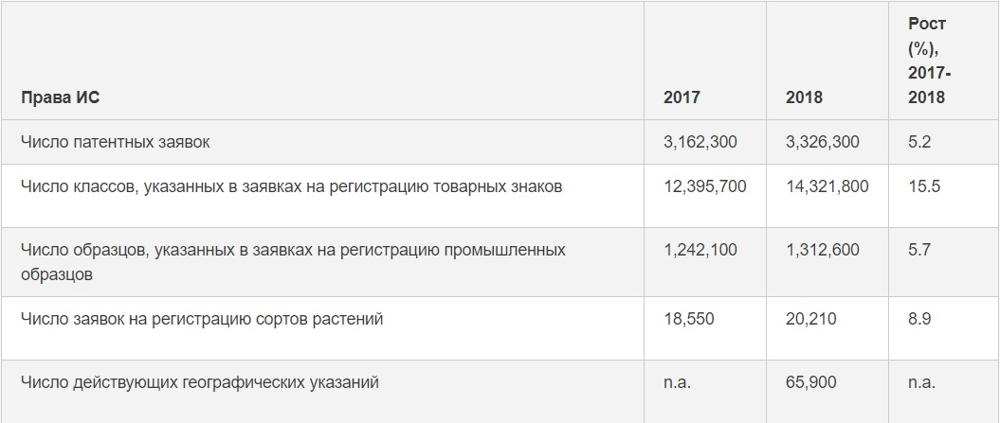 Права ИС 2017 2018 Рост (%), 2017-2018
Число патентных заявок 3,162,300 3,326,300 5.2
Число классов, указанных в заявках на регистрацию товарных знаков 12,395,700 14,321,800 15.5
Число образцов, указанных в заявках на регистрацию промышленных
образцов 1,242,100 1,312,600 5.7
Число заявок на регистрацию сортов растений 18,550 20,210 8.9
Число действующих географических указаний n.a. 65,900 n.a.